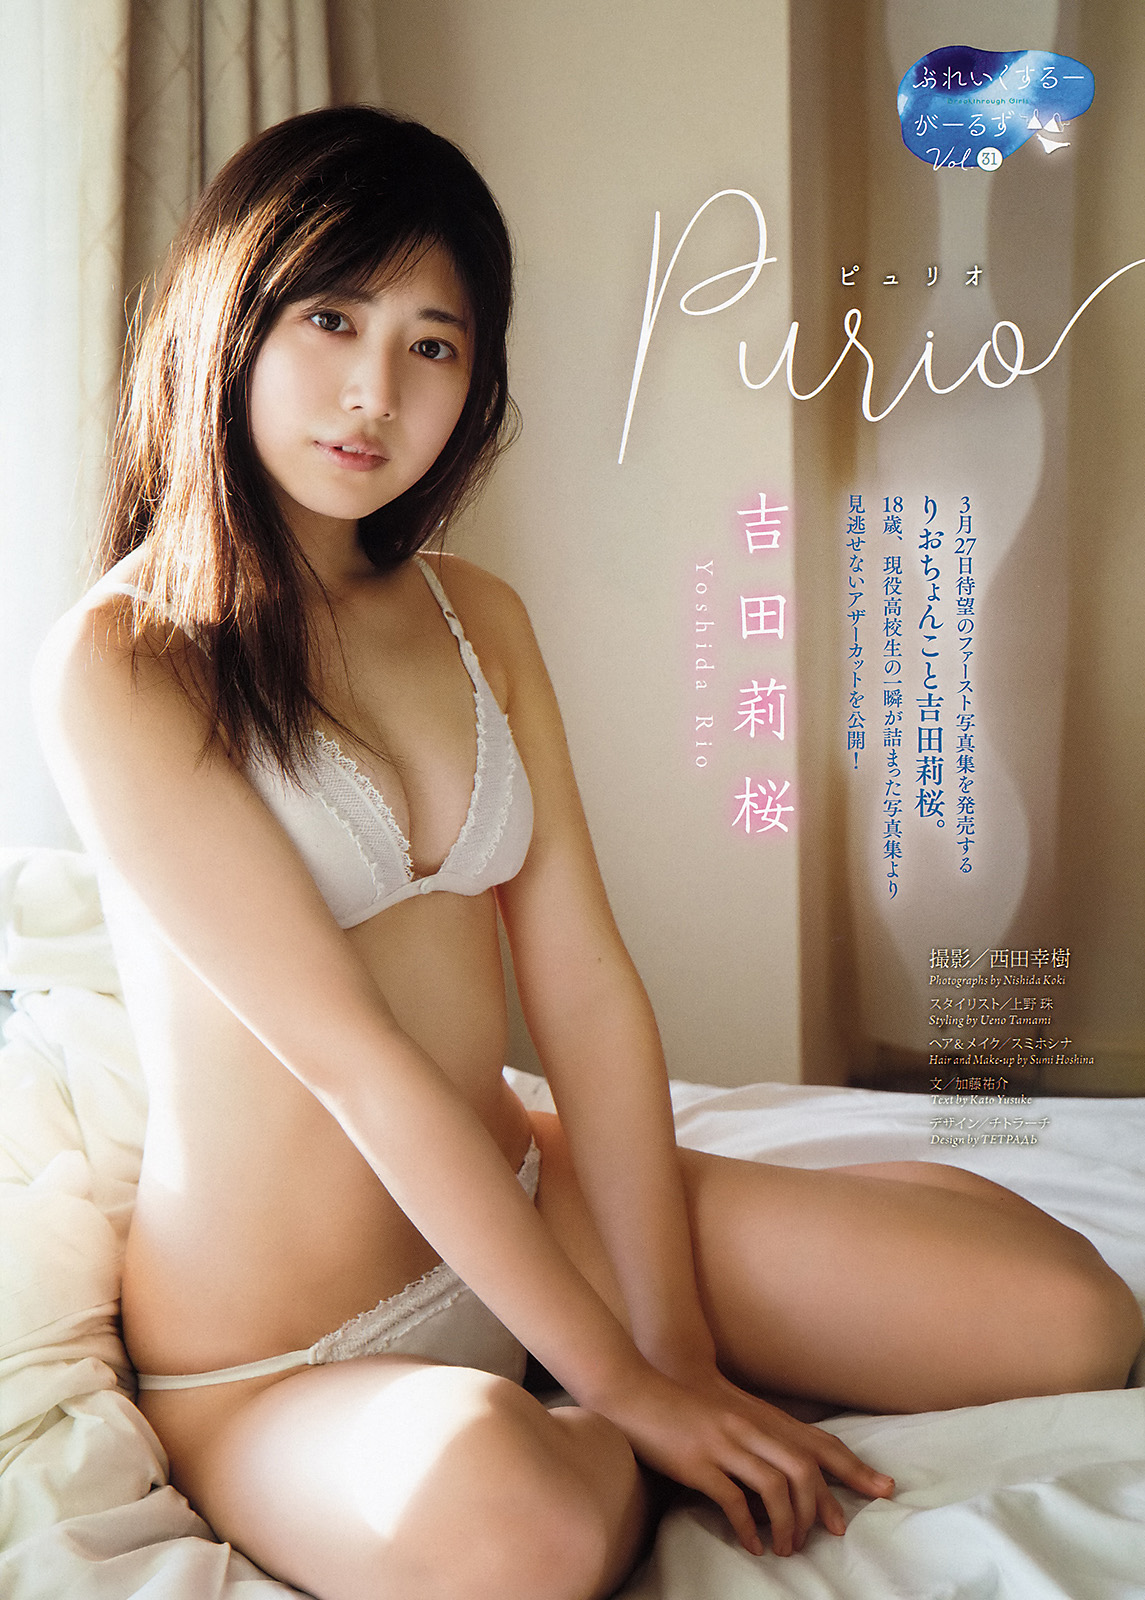 ぶれいくするー
Breakthrough Girls
がーるず
Vol. 31
ピュリオ
Purio
3月27日待望のファースト写真集を発売する
りおちょんこと吉田莉桜。
18歳、現役高校生の一瞬が詰まった写真集より
見逃せないアザーカットを公開！
吉田莉桜
Yoshida Rio
撮影／西田幸樹
Photographs by Nishida Koki
スタイリスト／上野 珠
Styling by Ueno Tamami
ヘア&メイク／スミホシナ
Hair and Make-up by Sumi Hoshina
文／加藤祐介
Text by Kato Yusuke
デザイン／チトラーチ
Design by ТЕТРАДЬ